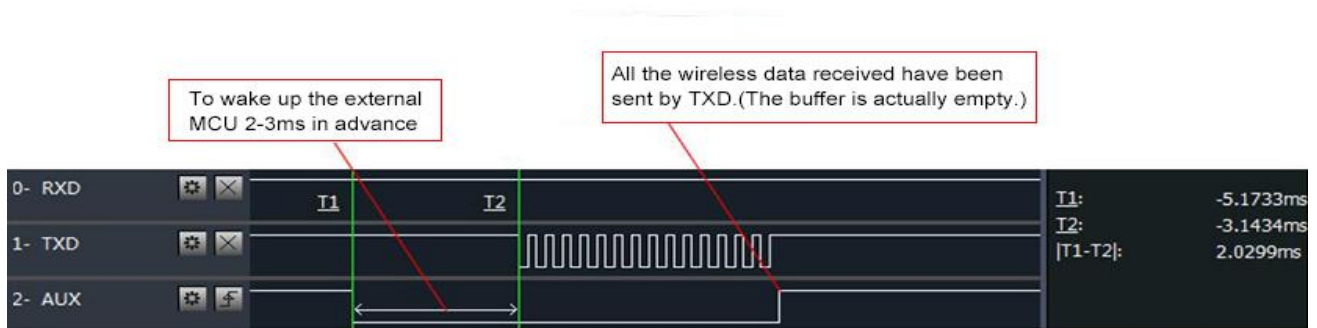 To wake up the external
MCU 2-3ms in advance
All the wireless data received have been
sent by TXD.(The buffer is actually empty.)
0- RXD
T1
T2
1- TXD
2- AUX
T1: -5.1733ms
T2: -3.1434ms
|T1-T2|: 2.0299ms